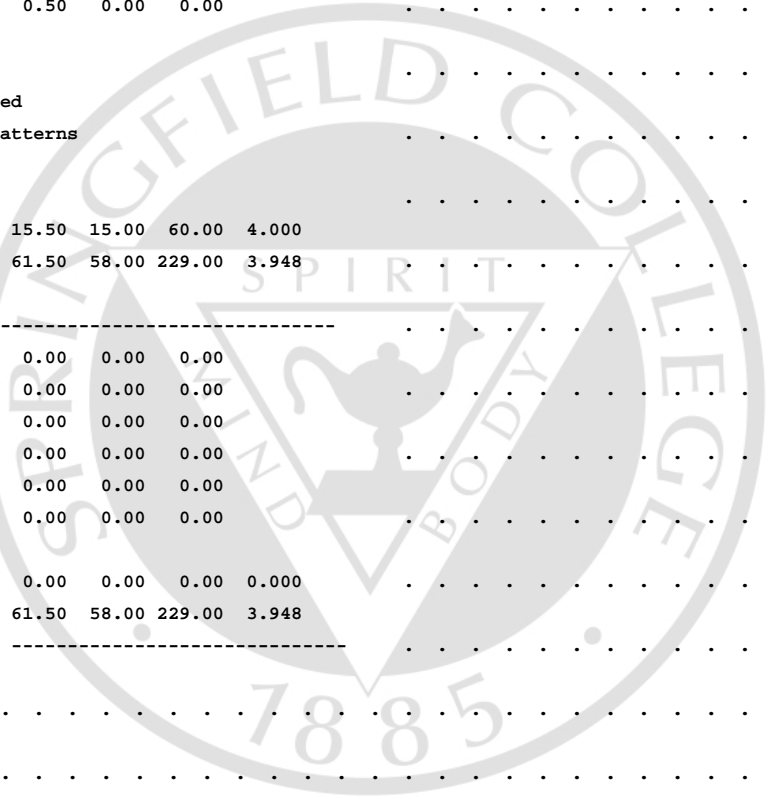 0.50 0.00 0.00
ed
atterns
15.50 15.00 60.00 4.000
61.50 58.00 229.00 3.948
------------------------------
0.00 0.00 0.00
0.00 0.00 0.00
0.00 0.00 0.00
0.00 0.00 0.00
0.00 0.00 0.00
0.00 0.00 0.00
0.00 0.00 0.00 0.000
61.50 58.00 229.00 3.948
------------------------------
SPRINGFIELD COLLEGE
SPIRIT
MIND
BODY
1885